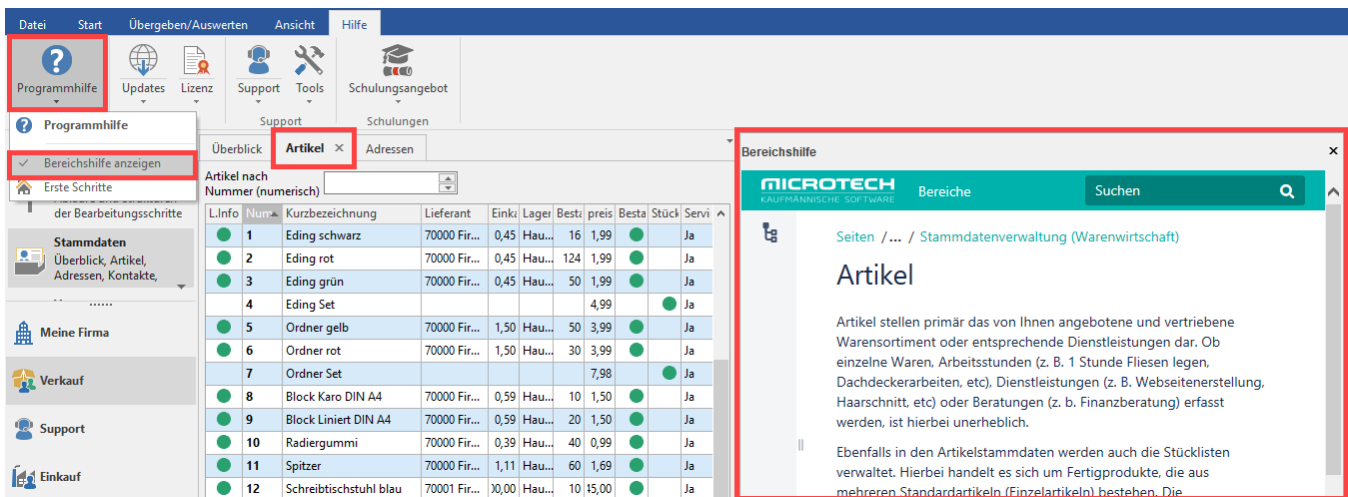 Datei Start Übergeben/Auswerten Ansicht Hilfe
Programmhilfe Updates Lizenz Support Tools Schulungsangebot
Support Schulungen
Programmhilfe
Bereichshilfe anzeigen
Erste Schritte
der Bearbeitungsschritte
Stammdaten
Überblick, Artikel,
Adressen, Kontakte,
Meine Firma
Verkauf
Support
Einkauf
Überblick Artikel × Adressen
Artikel nach
Nummer (numerisch)
L.Info Num Kurzbezeichnung Lieferant Einka Lager Besta preis Besta Stück Servi
1 Eding schwarz 70000 Fir... 0,45 Hau... 16 1,99 Ja
2 Eding rot 70000 Fir... 0,45 Hau... 124 1,99 Ja
3 Eding grün 70000 Fir... 0,45 Hau... 50 1,99 Ja
4 Eding Set 4,99 Ja
5 Ordner gelb 70000 Fir... 1,50 Hau... 50 3,99 Ja
6 Ordner rot 70000 Fir... 1,50 Hau... 30 3,99 Ja
7 Ordner Set 7,98 Ja
8 Block Karo DIN A4 70000 Fir... 0,59 Hau... 10 1,50 Ja
9 Block Liniert DIN A4 70000 Fir... 0,59 Hau... 20 1,50 Ja
10 Radiergummi 70000 Fir... 0,39 Hau... 40 0,99 Ja
11 Spitzer 70000 Fir... 1,11 Hau... 60 1,69 Ja
12 Schreibtischstuhl blau 70001 Fir... Hau... 10 Ja
Bereichshilfe ×
MICROTECH Bereiche Suchen
KAUFMÄNNISCHE SOFTWARE
Seiten /... / Stammdatenverwaltung (Warenwirtschaft)
Artikel
Artikel stellen primär das von Ihnen angebotene und vertriebene
Warensortiment oder entsprechende Dienstleistungen dar. Ob
einzelne Waren, Arbeitsstunden (z. B. 1 Stunde Fliesen legen,
Dachdeckerarbeiten, etc), Dienstleistungen (z. B. Webseitenerstellung,
Haarschnitt, etc) oder Beratungen (z. b. Finanzberatung) erfasst
werden, ist hierbei unerheblich.
Ebenfalls in den Artikelstammdaten werden auch die Stücklisten
verwaltet. Hierbei handelt es sich um Fertigprodukte, die aus
mehreren Standardartikeln (Einzelartikeln) bestehen. Die